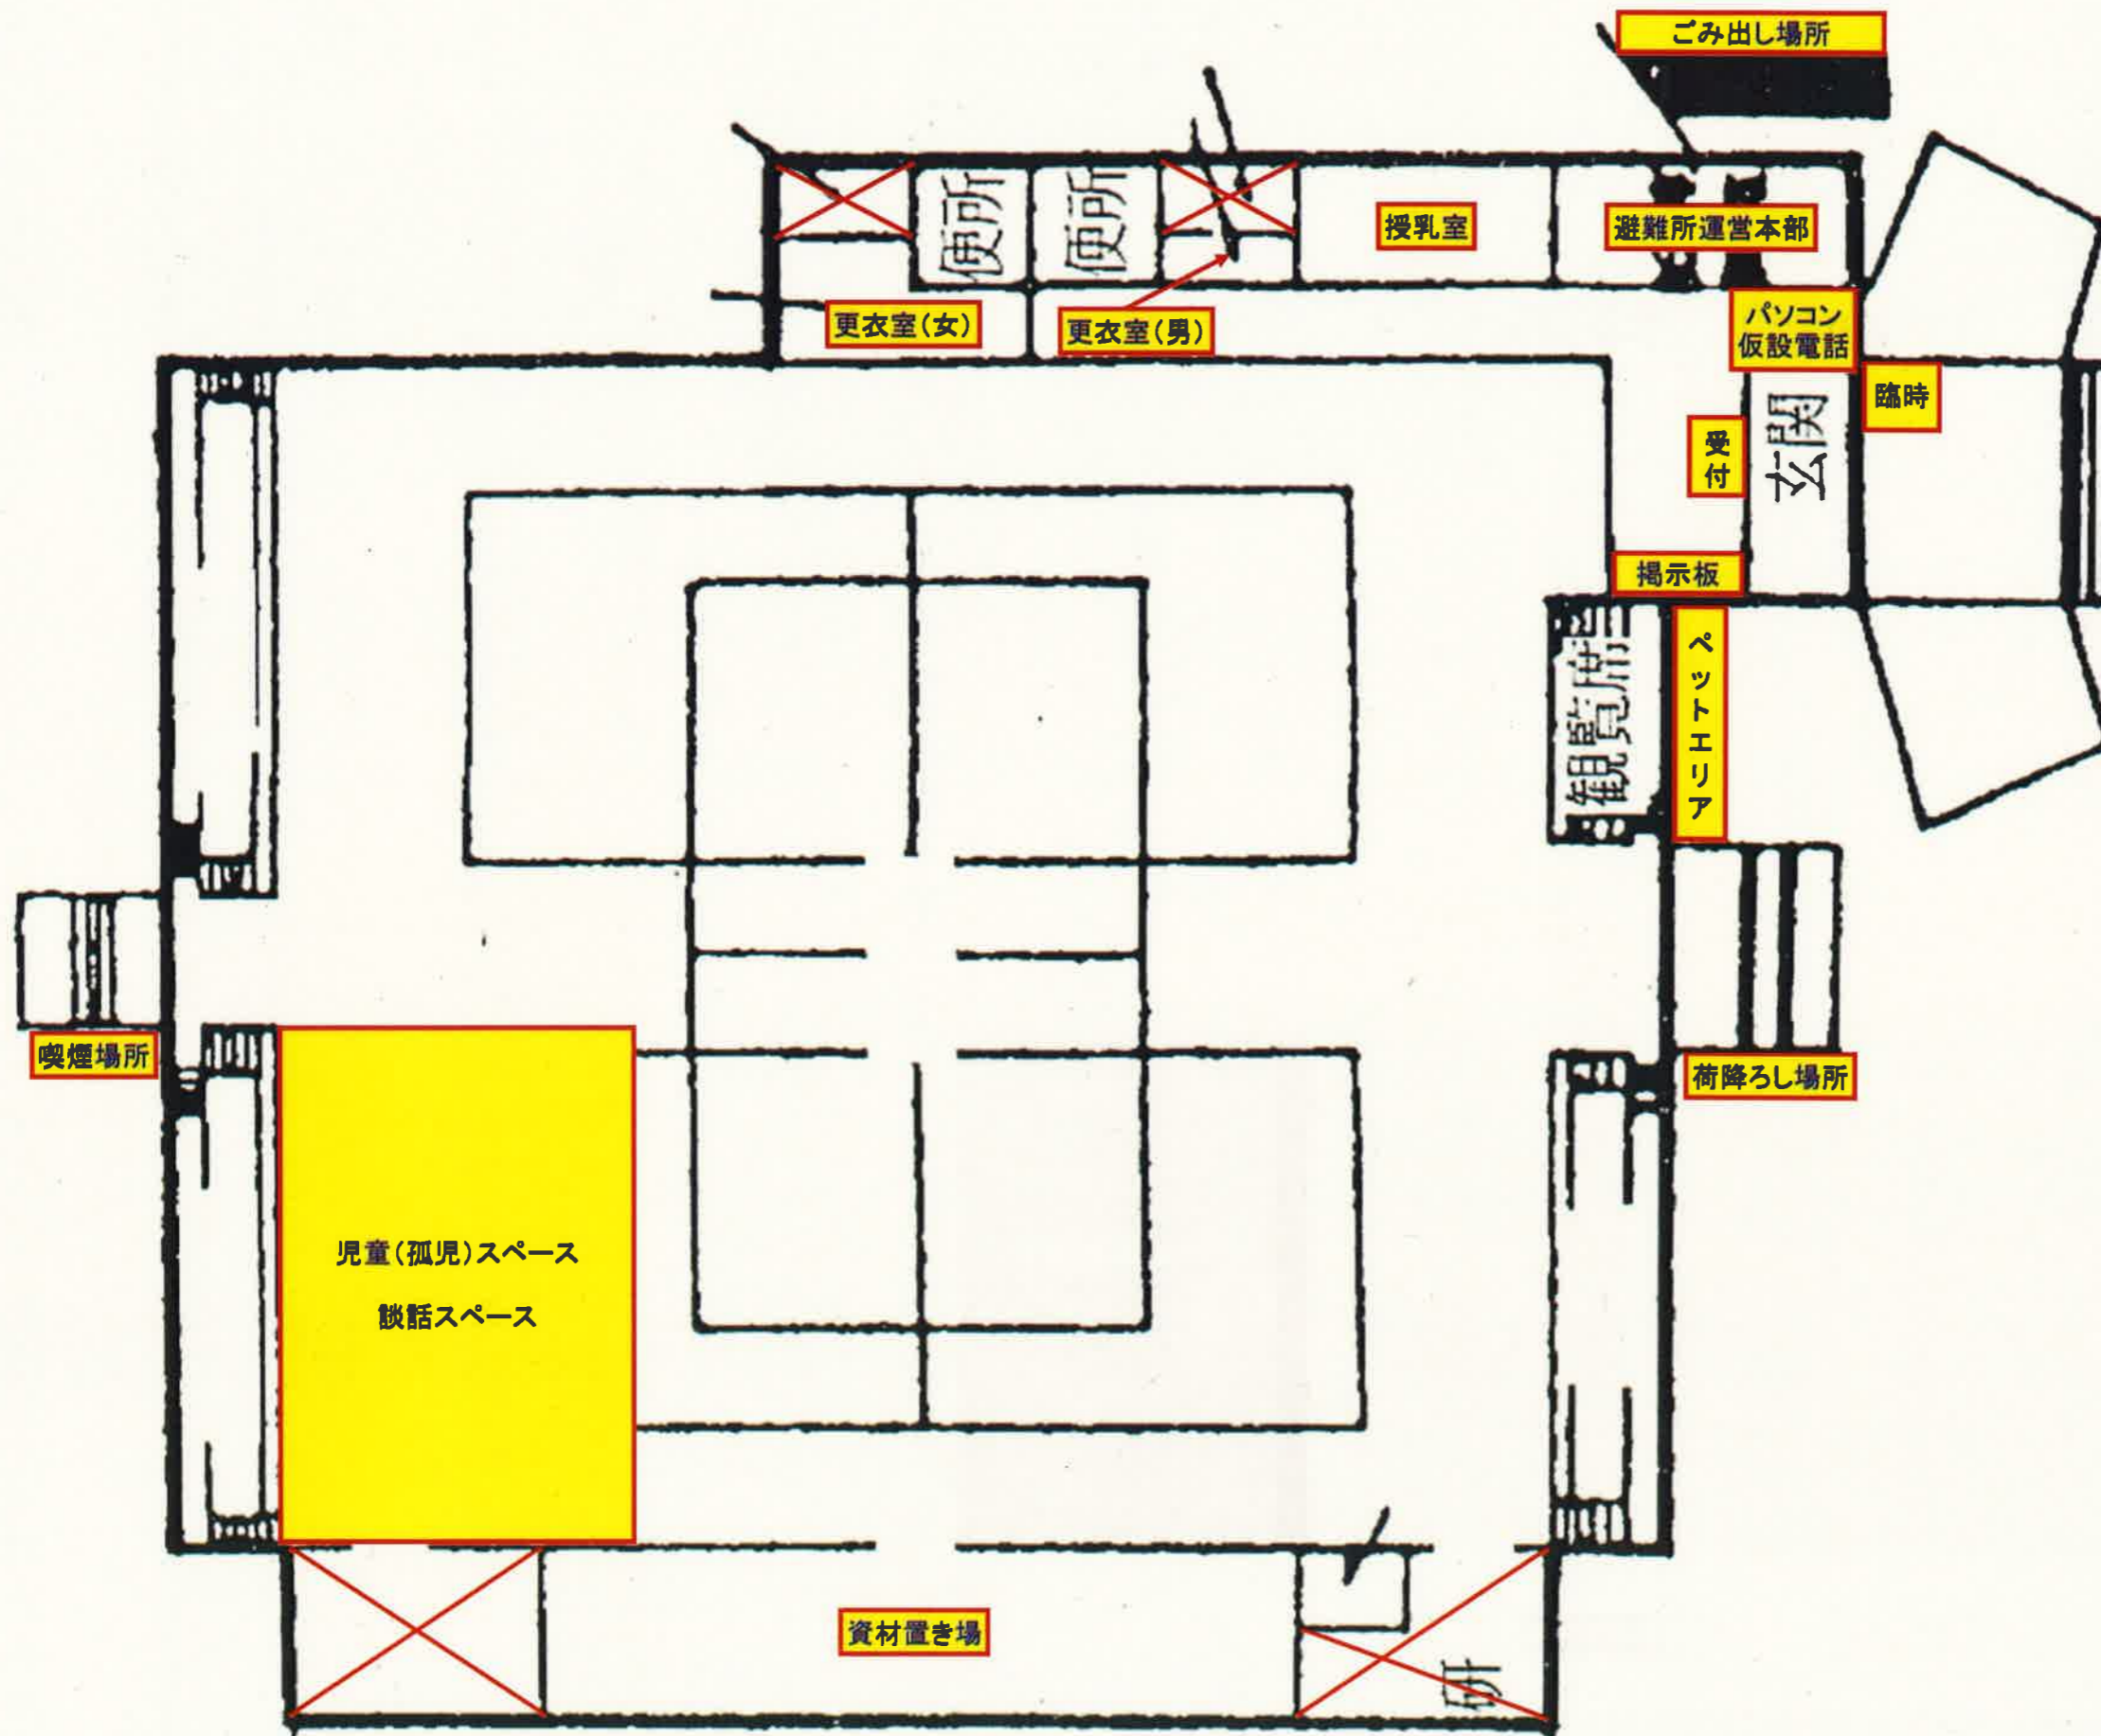 ごみ出し場所
便所
便所
授乳室
避難所運営本部
更衣室(女)
更衣室(男)
パソコン
仮設電話
臨時
受付
玄関
掲示板
観覧席
ペットエリア
喫煙場所
荷降ろし場所
児童(孤児)スペース
談話スペース
資材置き場
研